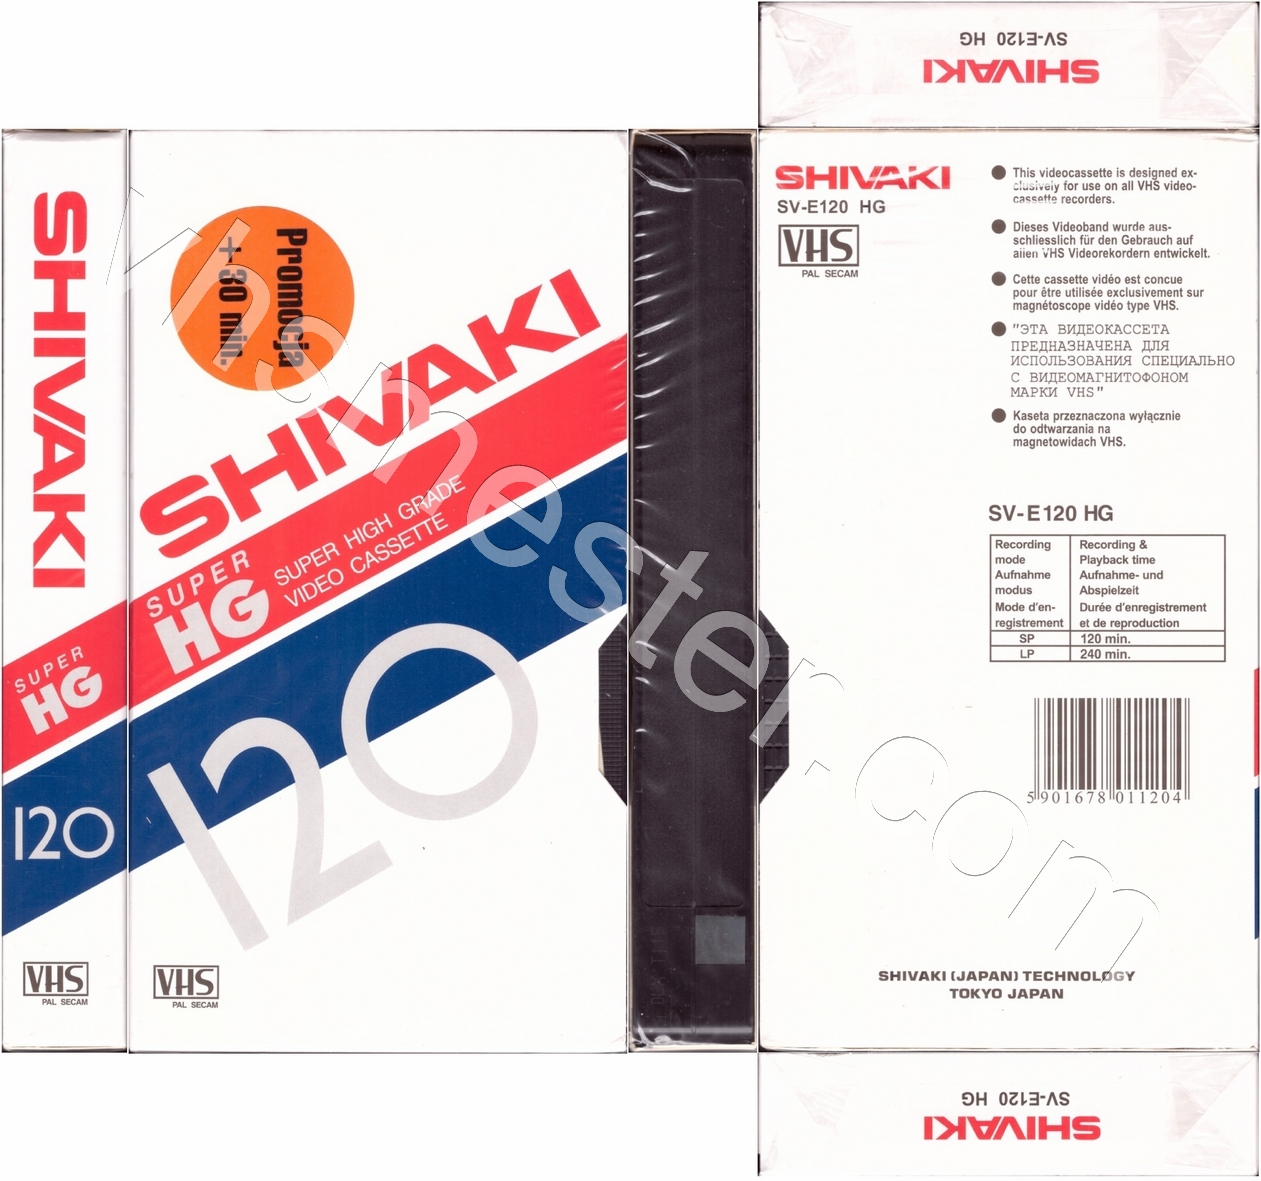 SHIVAKI
SUPER
HG
120
VHS
PAL SECAM
Promocja
+ 30 min.
SHIVAKI
SUPER
HG
SUPER HIGH GRADE
VIDEO CASSETTE
120
VHS
PAL SECAM
SV-E120 HG
SHIVAKI
SHIVAKI
SV-E120 HG
VHS
PAL SECAM
This videocassette is designed ex-
clusively for use on all VHS video-
cassette recorders.
Dieses Videoband wurde aus-
schliesslich für den Gebrauch auf
allen VHS Videorekordern entwickelt.
Cette cassette vidéo est concue
pour être utilisée exclusivement sur
magnétoscope vidéo type VHS.
"ЭТА ВИДЕОКАССЕТА
ПРЕДНАЗНАЧЕНА ДЛЯ
ИСПОЛЬЗОВАНИЯ СПЕЦИАЛЬНО
С ВИДЕОМАГНИТОФОНОМ
МАРКИ VHS"
Kaseta przeznaczona wyłącznie
do odtwarzania na
magnetowidach VHS.
SV-E120 HG
Recording Recording &
mode Playback time
Aufnahme Aufnahme- und
modus Abspielzeit
Mode d'en- Durée d'enregistrement
registrement et de reproduction
SP 120 min.
LP 240 min.
5 901678 011204
SHIVAKI (JAPAN) TECHNOLOGY
TOKYO JAPAN
SV-E120 HG
SHIVAKI
vhsnester.com